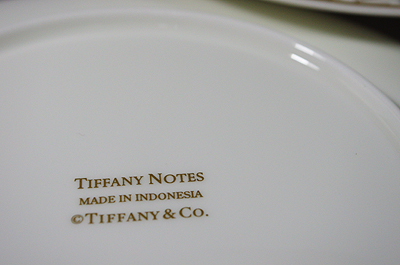 TIFFANY NOTES
MADE IN INDONESIA
©TIFFANY & CO.